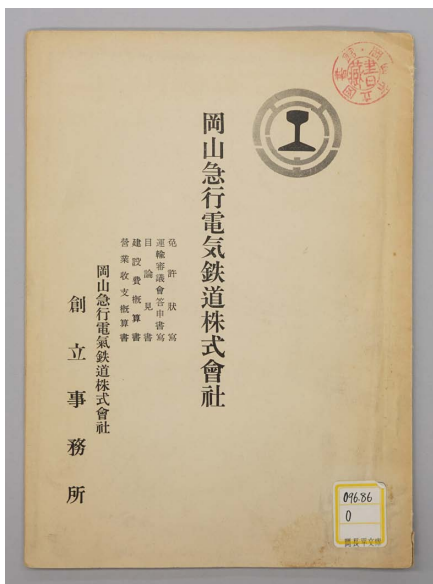 岡山急行電気鉄道株式會社
免許狀寫
運輸審議會答申書寫
目論見書
建設費概算書
營業收支概算書
岡山急行電氣鉄道株式會社
創立事務所
096.86
0